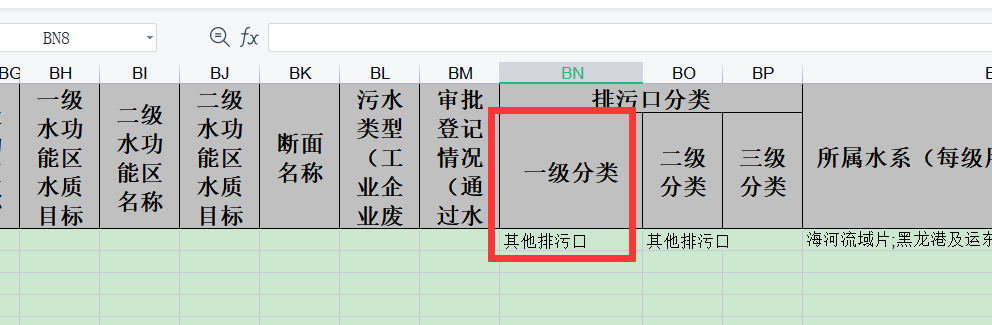 BN8
fx
BG BH BI BJ BK BL BM BN BO BP
一级
水功
能区
水质
目标
二级
水功
能区
名称
二级
水功
能区
水质
目标
断面
名称
污水
类型
（工
业企
业废
审批
登记
情况
（通
过水
排污口分类
一级分类
二级
分类
三级
分类
所属水系（每级用
其他排污口
其他排污口
海河流域片;黑龙港及运东